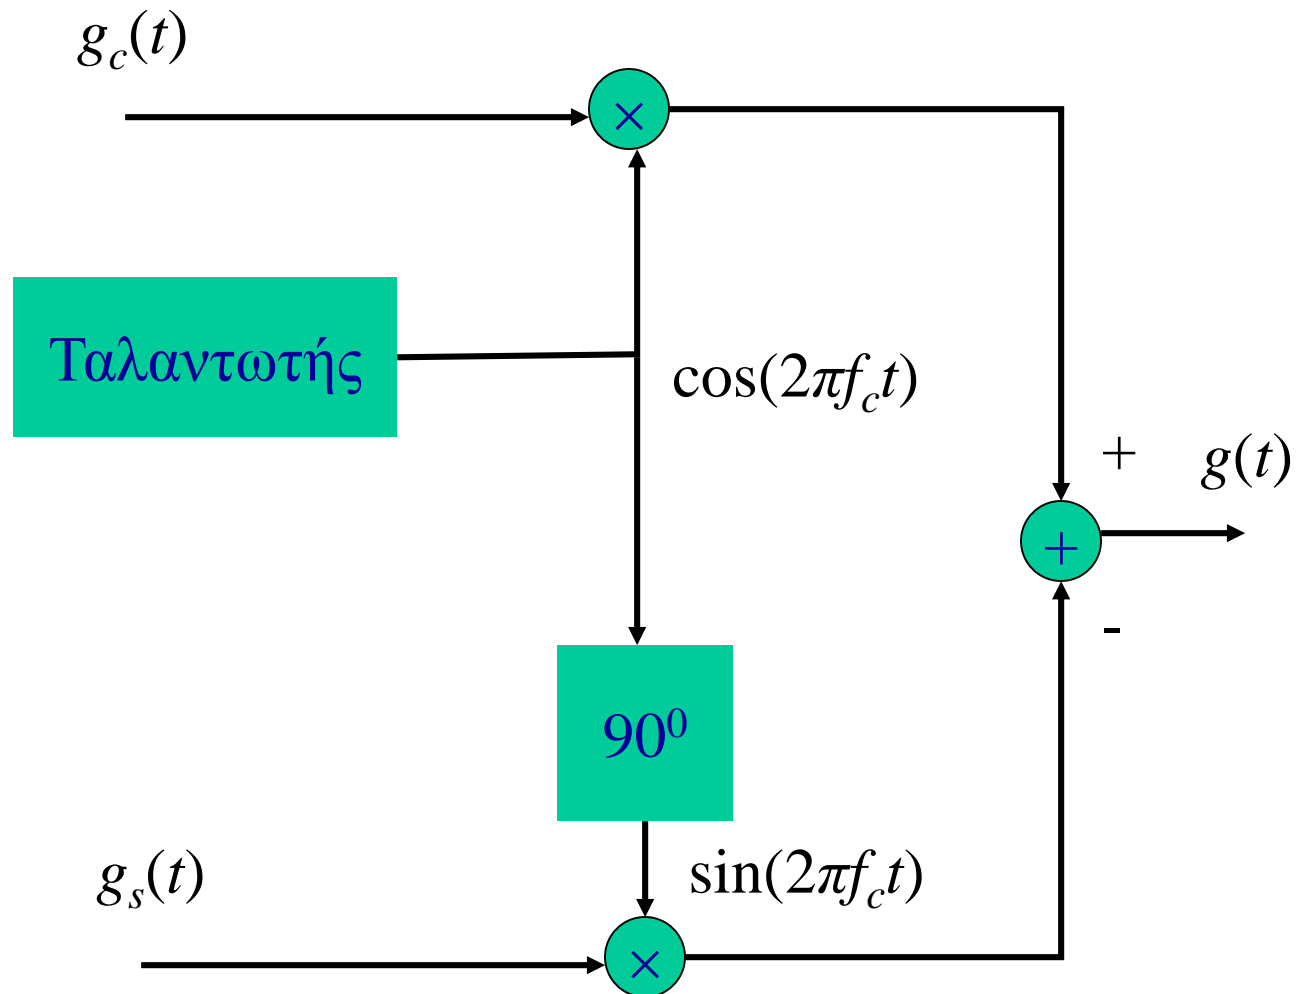 g_c(t)
×
Ταλαντωτής
cos(2πf_ct)
+
g(t)
+
-
90⁰
g_s(t)
sin(2πf_ct)
×